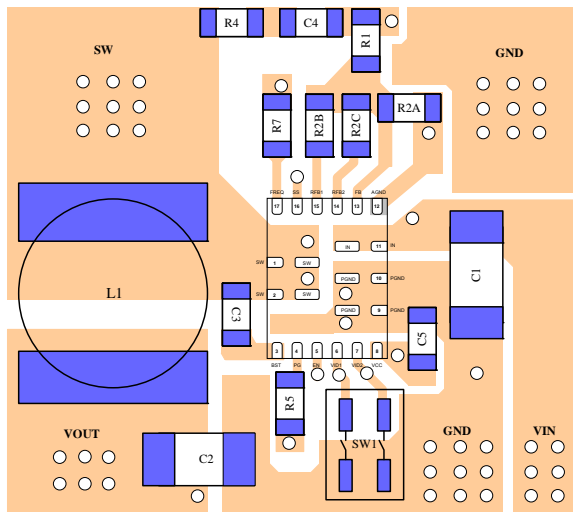 R4
C4
R1
SW
GND
R7
R2B
R2C
R2A
FREQ SS RFB1 RFB2 FB AGND
17 16 15 14 13 12
IN 11 IN
SW 1 SW
PGND 10 PGND
C1
L1
SW 2 SW
C3
PGND 9 PGND
C5
3 4 5 6 7 8
BST PG EN VID1 VID2 VCC
R5
VOUT
C2
SW1
GND
VIN